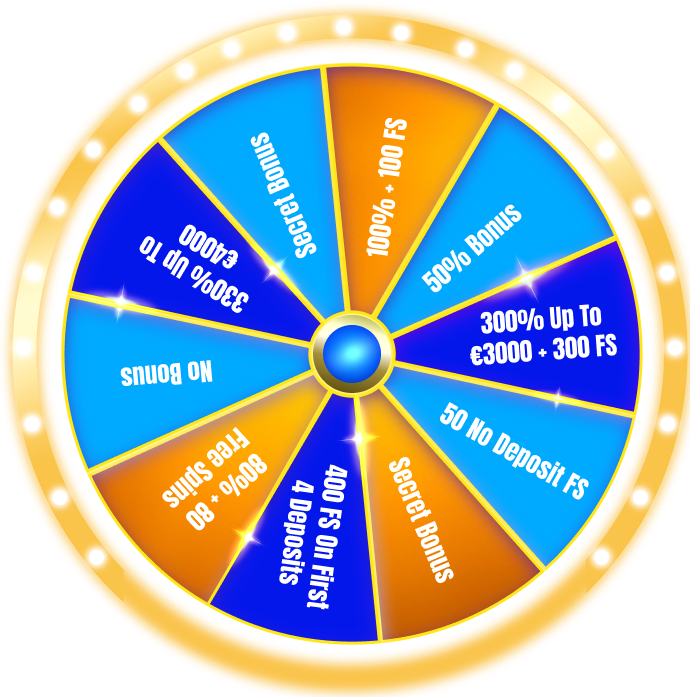 100% + 100 FS
50% Bonus
300% Up To
€3000 + 300 FS
50 No Deposit FS
Secret Bonus
400 FS On First
4 Deposits
80% + 80
Free Spins
No Bonus
330% Up To
€4000
Secret Bonus